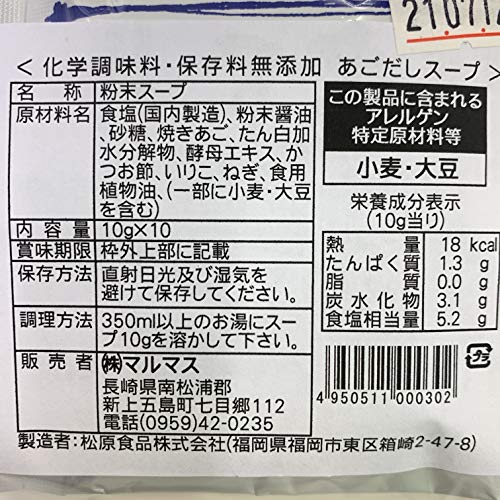 21.07.1
< 化学調味料・保存料無添加 あごだしスープ >
名 称 粉末スープ
原材料名 食塩(国内製造)、粉末醤油
、砂糖、焼きあご、たん白加
水分解物、酵母エキス、か
つお節、いりこ、ねぎ、食用
植物油、(一部に小麦・大豆
を含む)
内 容 量 10g×10
賞味期限 枠外上部に記載
保存方法 直射日光及び湿気を
避けて保存してください。
調理方法 350ml以上のお湯にスー
プ10gを溶かして下さい。
販 売 者 ㈱マルマス
長崎県南松浦郡
新上五島町七目郷112
電話(0959)42-0235
製造者:松原食品株式会社(福岡県福岡市東区箱崎2-47-8)
この製品に含まれる
アレルゲン
特定原材料等
小麦・大豆
栄養成分表示
(10g当り)
熱 量 18 kcal
たんぱく質 1.3 g
脂 質 0.0 g
炭水化物 3.1 g
食塩相当量 5.2 g
4 950511 000302